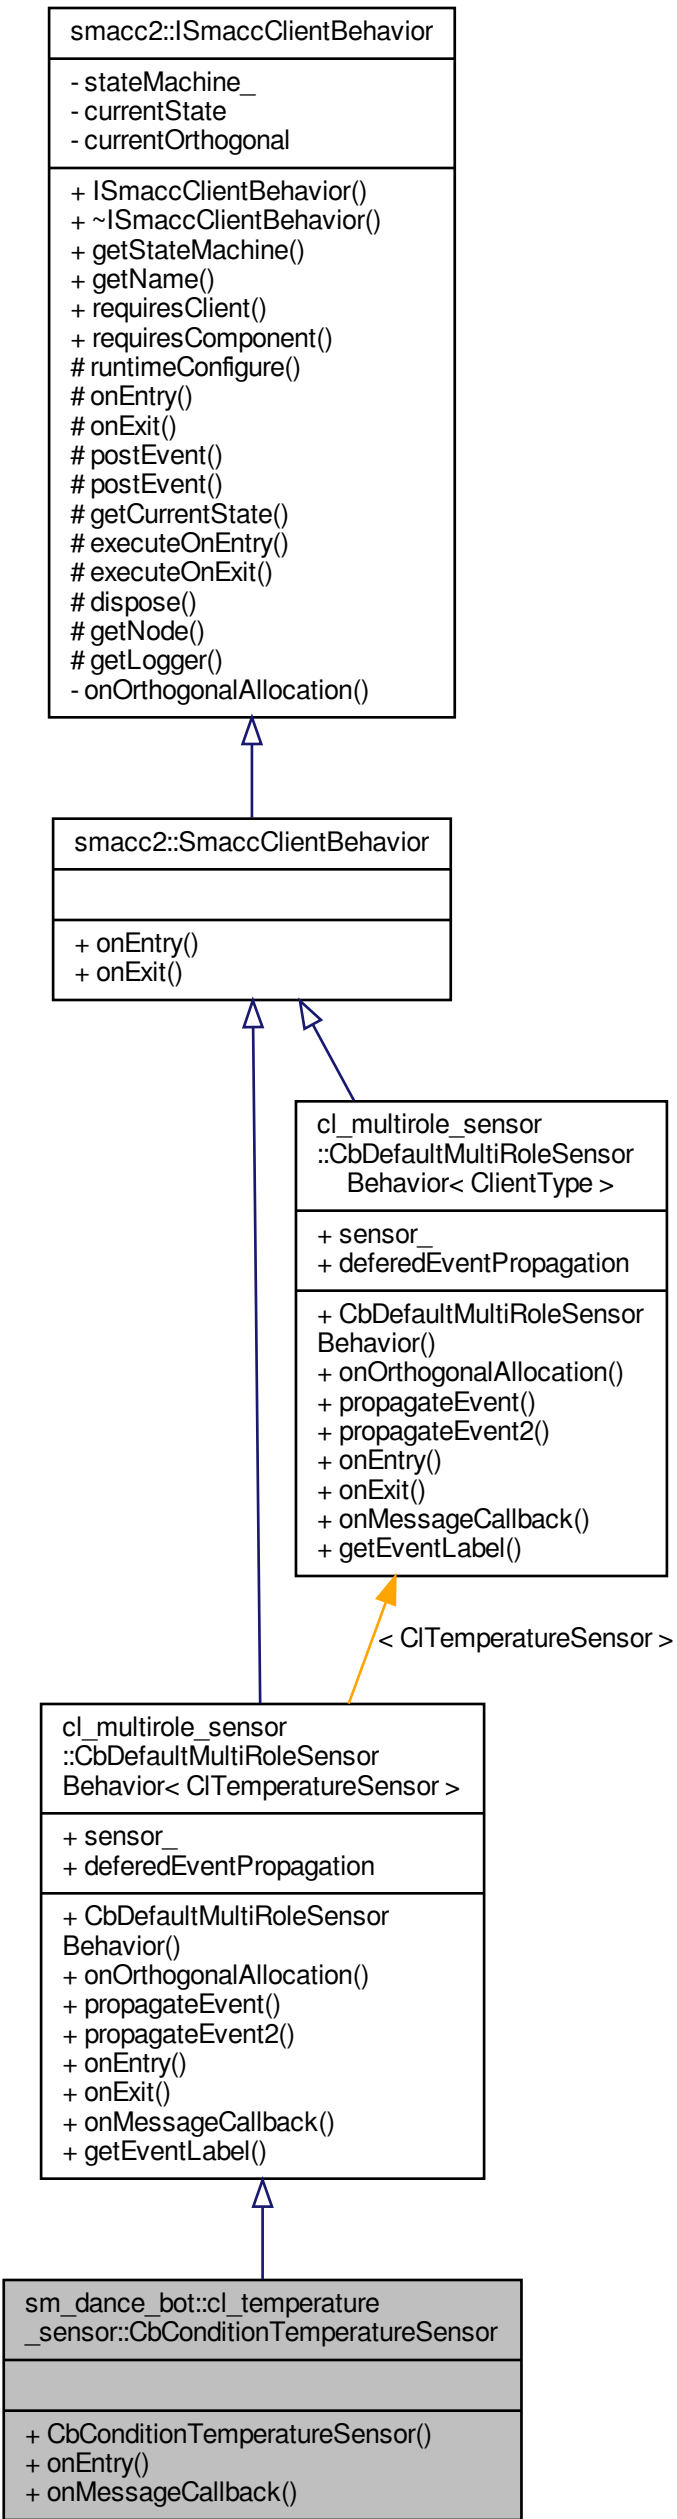 smacc2::ISmaccClientBehavior
- stateMachine_
- currentState
- currentOrthogonal
+ ISmaccClientBehavior()
+ ~ISmaccClientBehavior()
+ getStateMachine()
+ getName()
+ requiresClient()
+ requiresComponent()
# runtimeConfigure()
# onEntry()
# onExit()
# postEvent()
# postEvent()
# getCurrentState()
# executeOnEntry()
# executeOnExit()
# dispose()
# getNode()
# getLogger()
- onOrthogonalAllocation()
smacc2::SmaccClientBehavior
+ onEntry()
+ onExit()
cl_multirole_sensor
::CbDefaultMultiRoleSensor
Behavior< ClientType >
+ sensor_
+ deferedEventPropagation
+ CbDefaultMultiRoleSensor
Behavior()
+ onOrthogonalAllocation()
+ propagateEvent()
+ propagateEvent2()
+ onEntry()
+ onExit()
+ onMessageCallback()
+ getEventLabel()
< ClTemperatureSensor >
cl_multirole_sensor
::CbDefaultMultiRoleSensor
Behavior< ClTemperatureSensor >
+ sensor_
+ deferedEventPropagation
+ CbDefaultMultiRoleSensor
Behavior()
+ onOrthogonalAllocation()
+ propagateEvent()
+ propagateEvent2()
+ onEntry()
+ onExit()
+ onMessageCallback()
+ getEventLabel()
sm_dance_bot::cl_temperature
_sensor::CbConditionTemperatureSensor
+ CbConditionTemperatureSensor()
+ onEntry()
+ onMessageCallback()